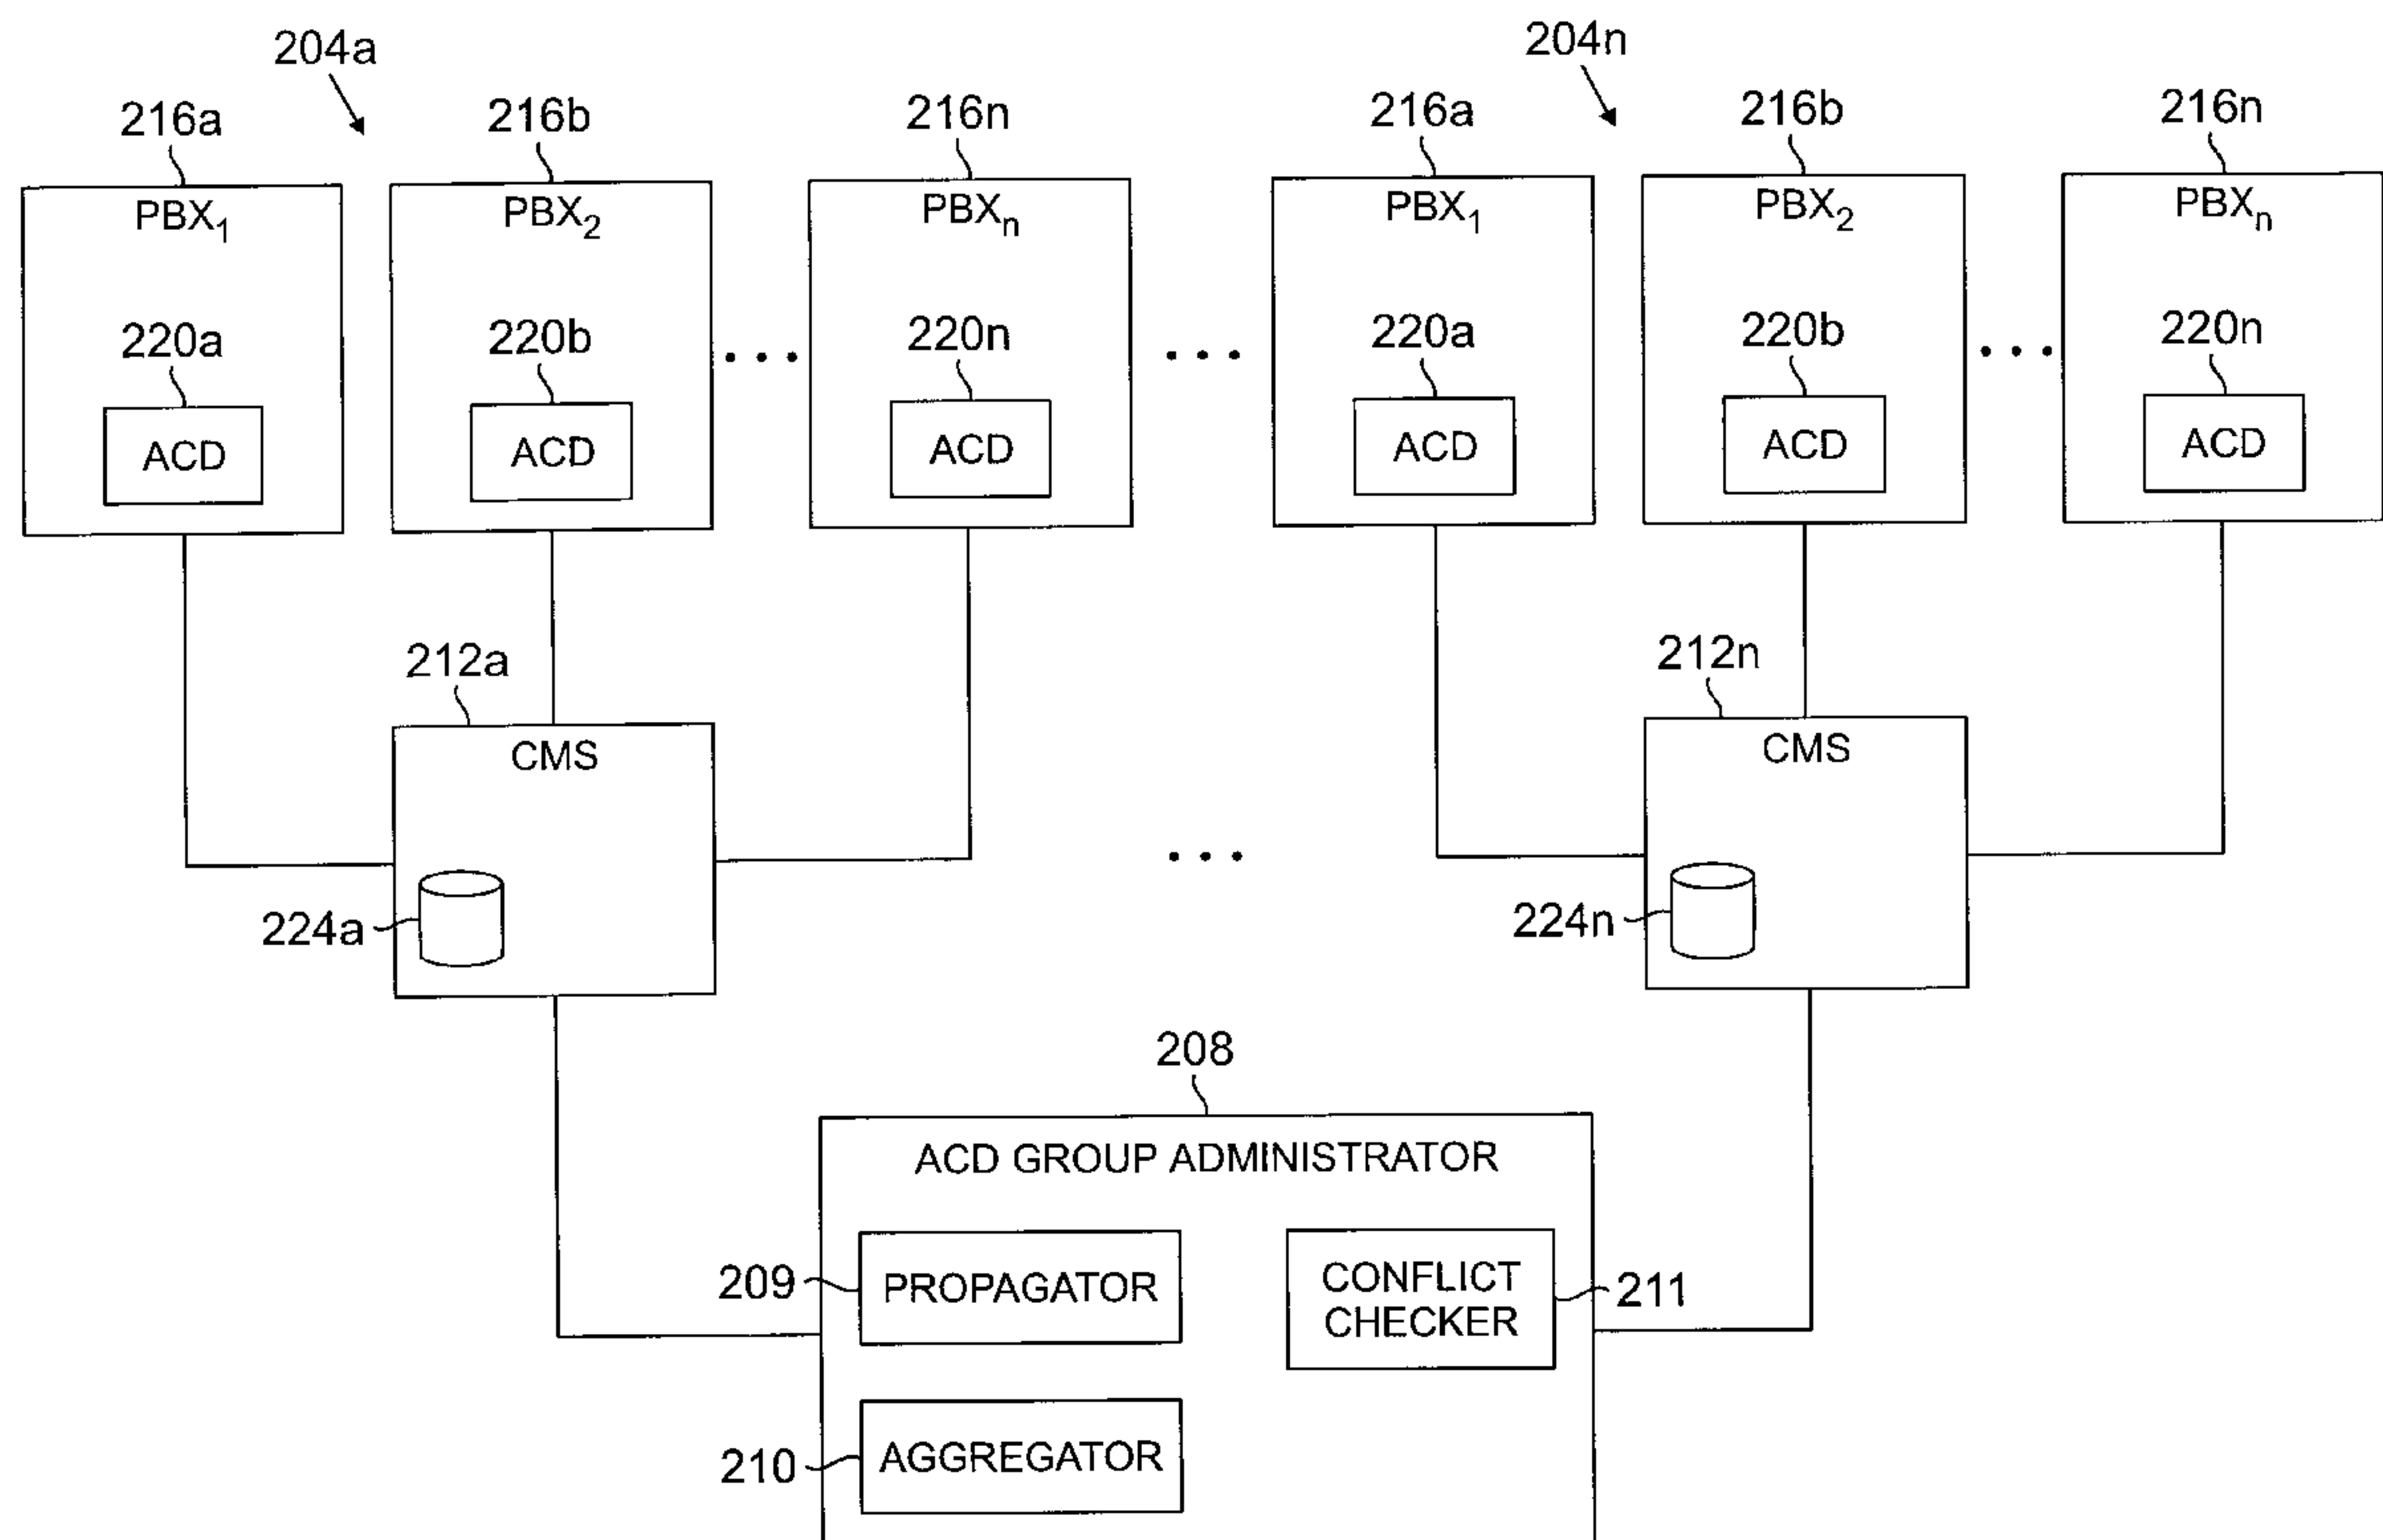 204a
204n
216a
216b
216n
216a
216b
216n
PBX1
PBX2
PBXn
PBX1
PBX2
PBXn
220a
220b
220n
220a
220b
220n
ACD
ACD
ACD
ACD
ACD
ACD
212a
212n
CMS
CMS
224a
224n
208
ACD GROUP ADMINISTRATOR
209
PROPAGATOR
CONFLICT
CHECKER
211
210
AGGREGATOR